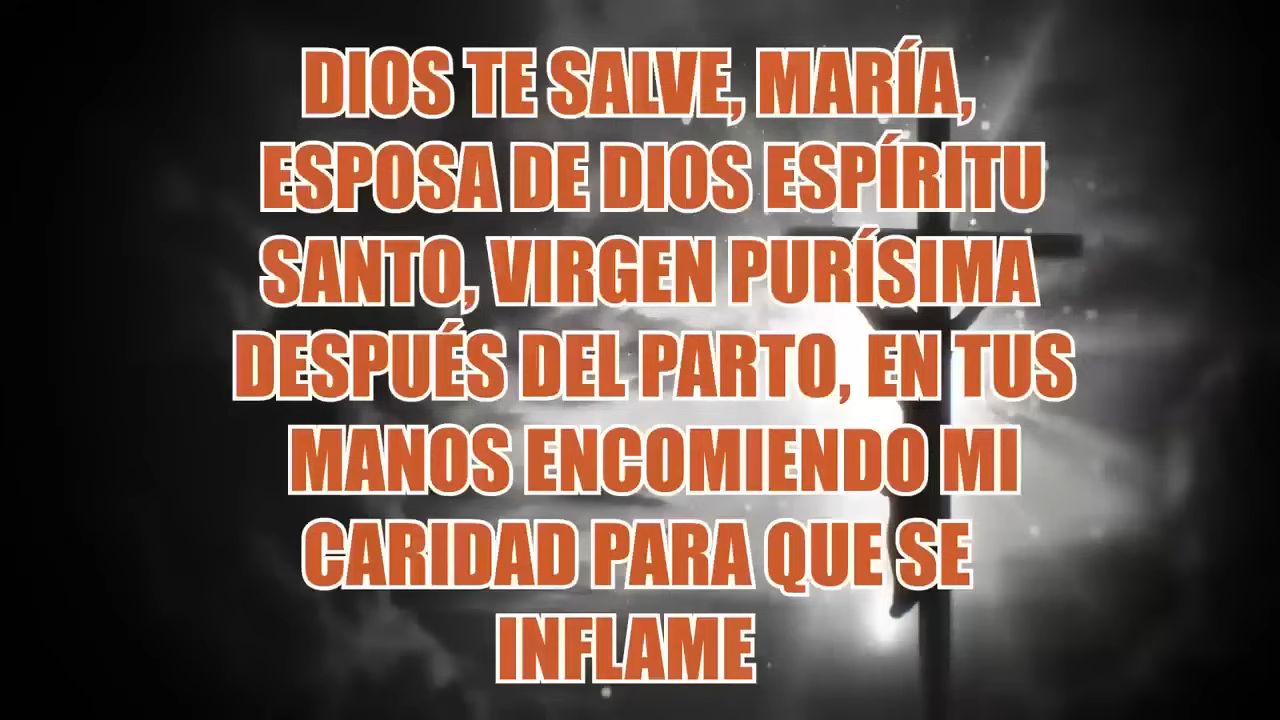 DIOS TE SALVE, MARÍA,
ESPOSA DE DIOS ESPÍRITU
SANTO, VIRGEN PURÍSIMA
DESPUÉS DEL PARTO, EN TUS
MANOS ENCOMIENDO MI
CARIDAD PARA QUE SE
INFLAME